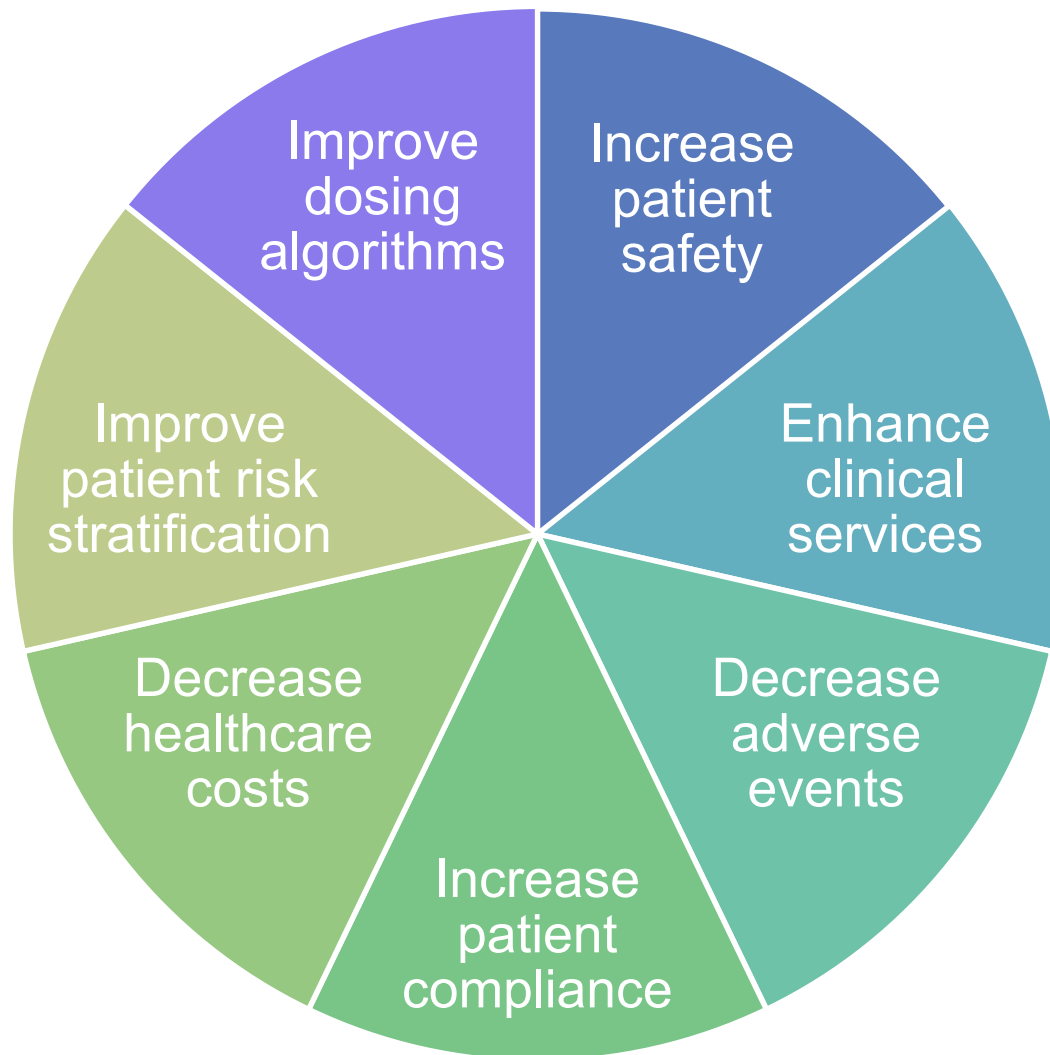 Improve
dosing
algorithms
Increase
patient
safety
Enhance
clinical
services
Decrease
adverse
events
Increase
patient
compliance
Decrease
healthcare
costs
Improve
patient risk
stratification